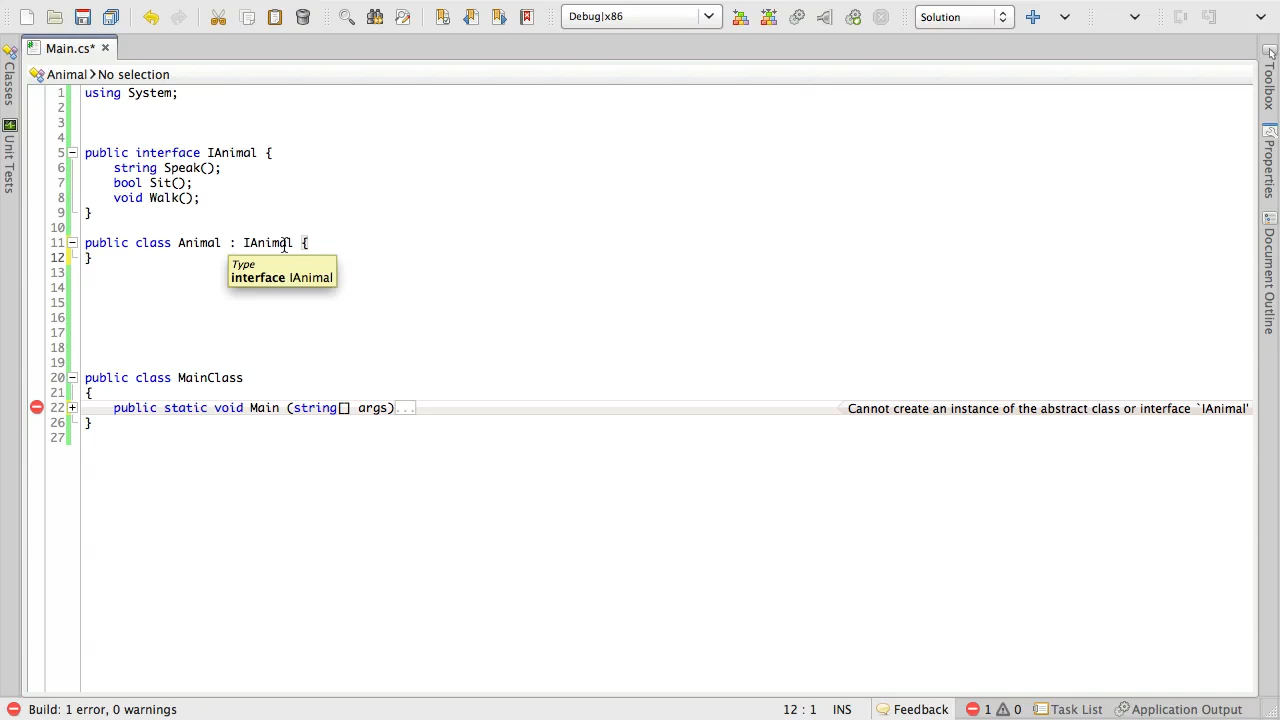 Debug|x86
Solution
Main.cs*
Animal
No selection
1 using System;
2
3
4
5 public interface IAnimal {
6 string Speak();
7 bool Sit();
8 void Walk();
9 }
10
11 public class Animal : IAnimal {
12 }
Type
interface IAnimal
13
14
15
16
17
18
19
20 public class MainClass
21 {
22 public static void Main (string[] args)... Cannot create an instance of the abstract class or interface `IAnimal'
26 }
27
Classes
Unit Tests
Toolbox
Properties
Document Outline
Build: 1 error, 0 warnings
12 : 1 INS
Feedback
1
0
Task List
Application Output